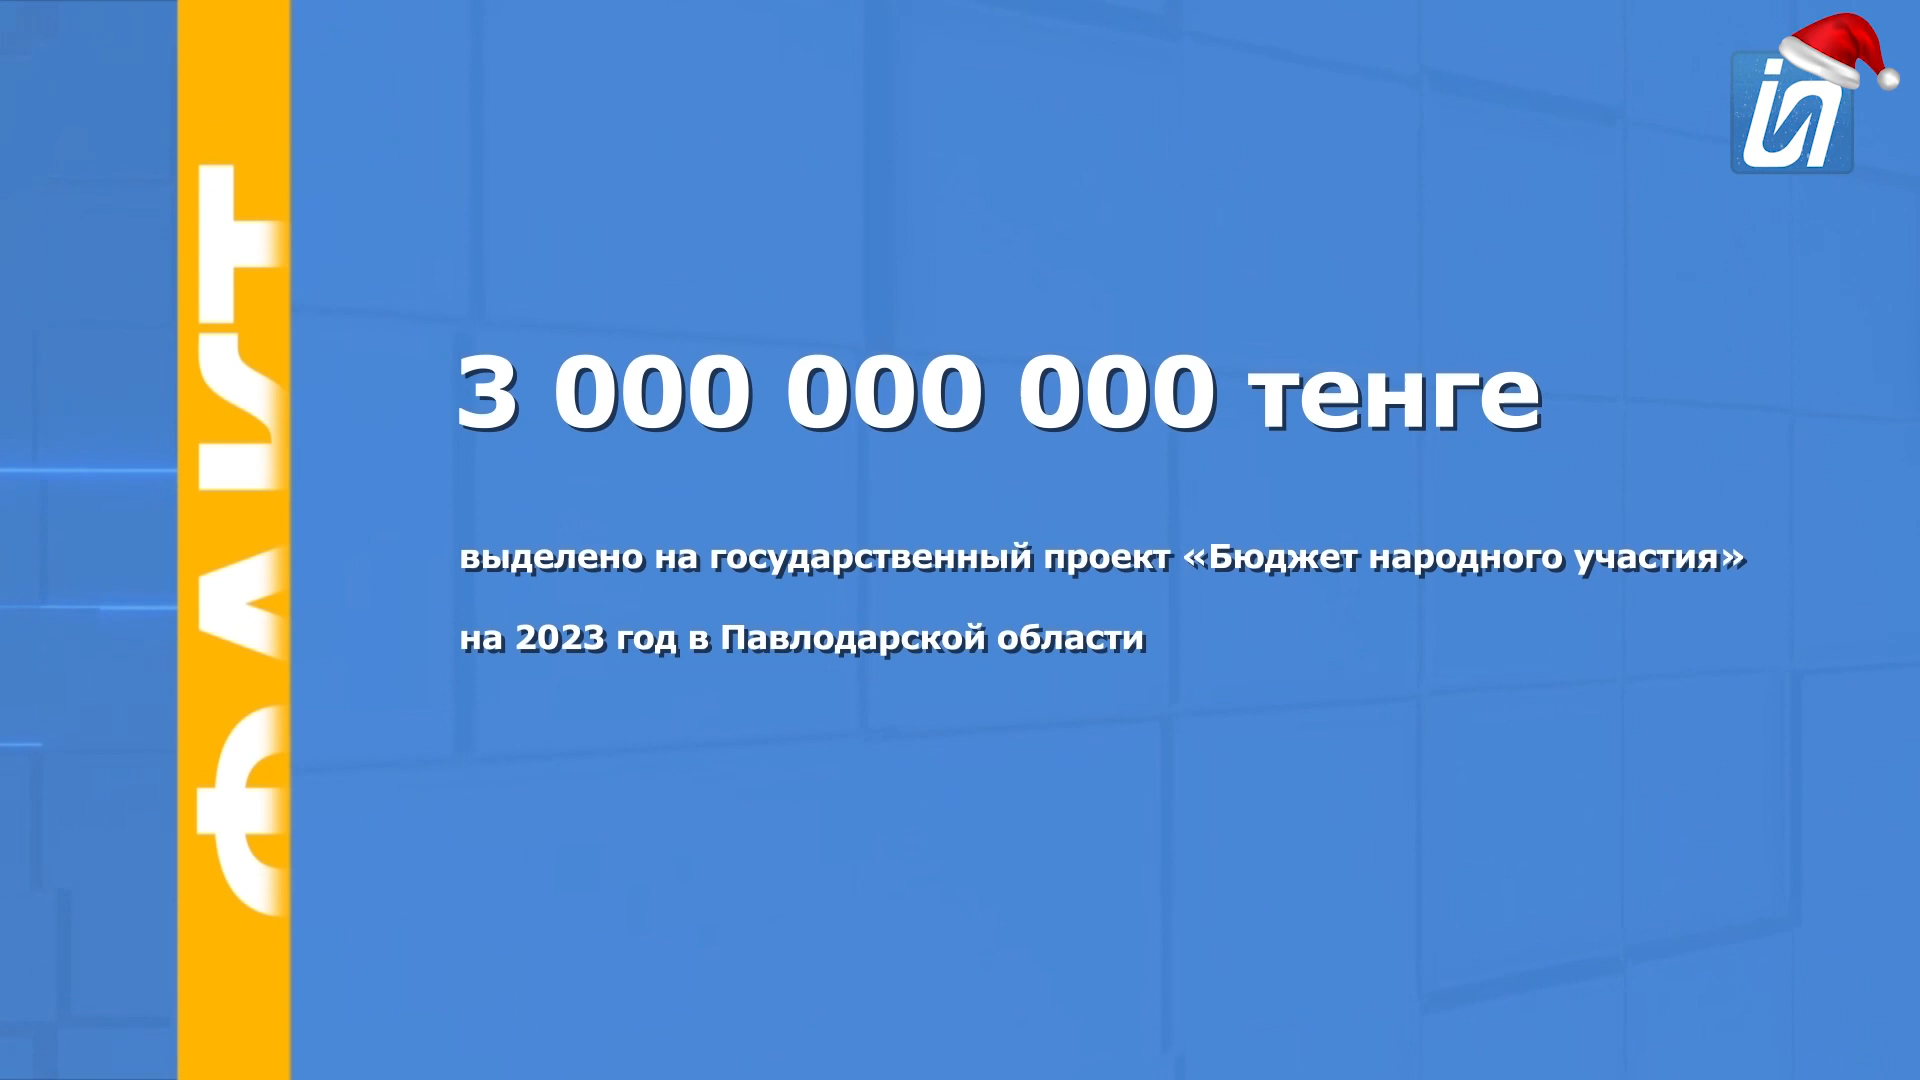 ФАКТ
3 000 000 000 тенге
выделено на государственный проект «Бюджет народного участия»
на 2023 год в Павлодарской области